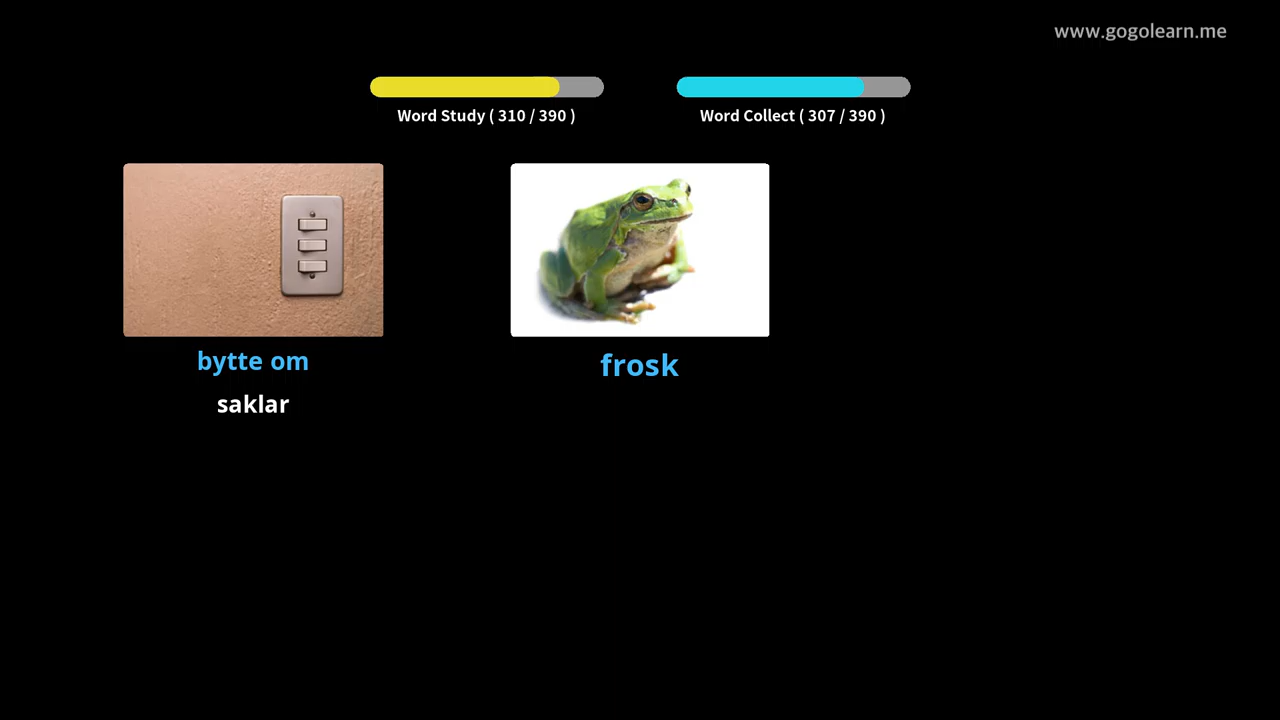 www.gogolearn.me
Word Study ( 310 / 390 )
Word Collect ( 307 / 390 )
bytte om
frosk
saklar